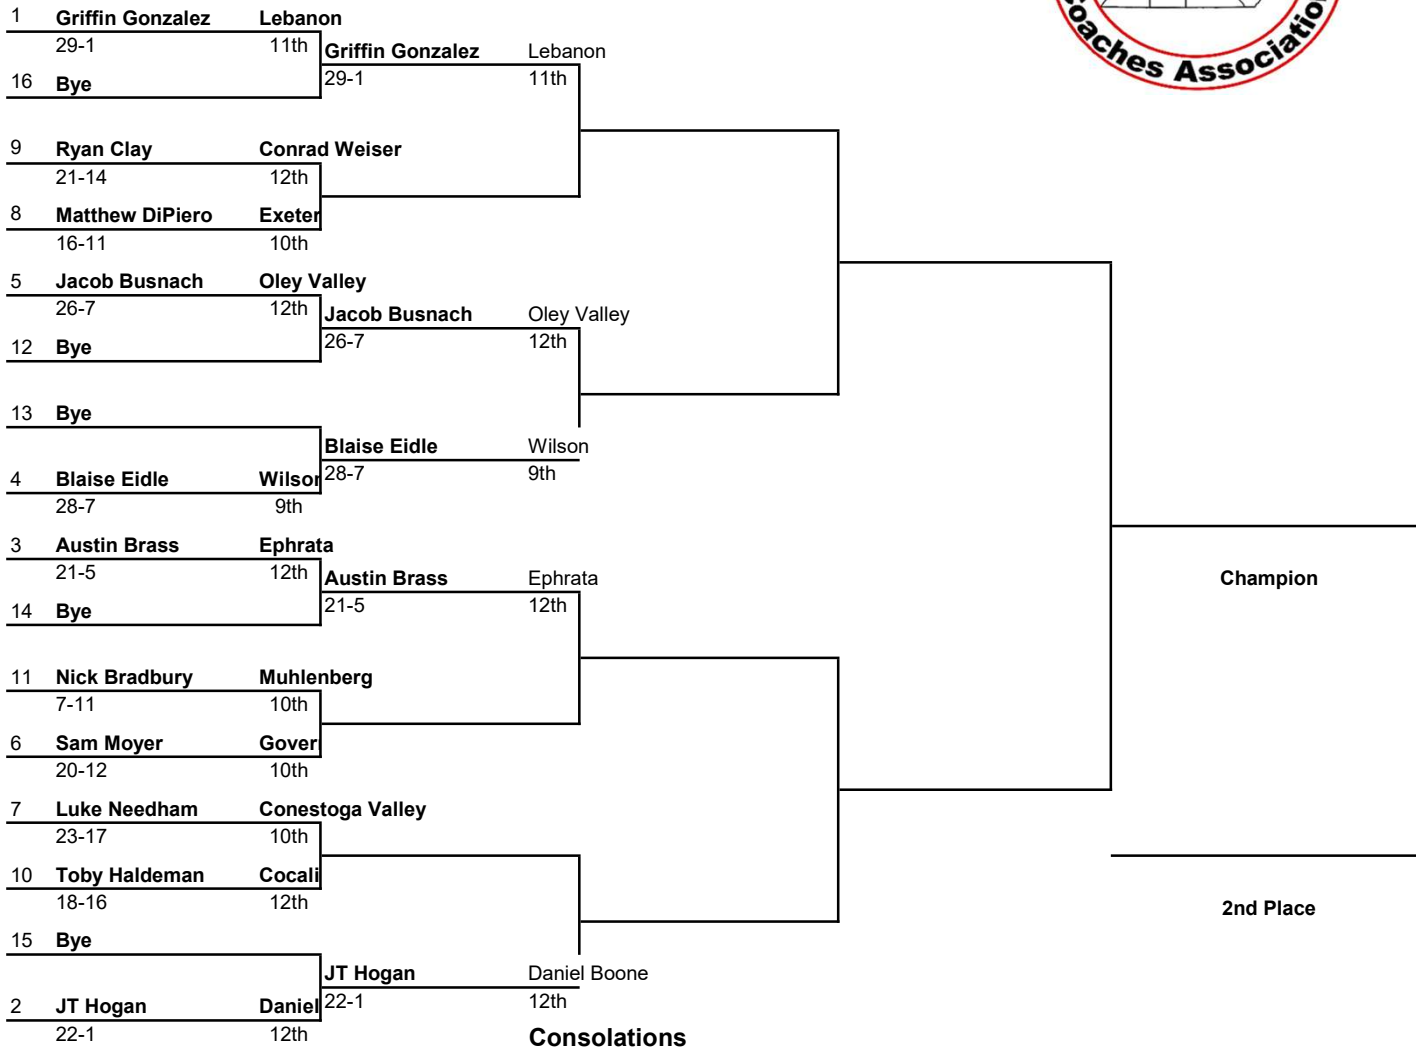 Coaches Association
1 Griffin Gonzalez Lebanon
29-1 11th
Griffin Gonzalez Lebanon
29-1 11th
16 Bye
9 Ryan Clay Conrad Weiser
21-14 12th
8 Matthew DiPiero Exeter
16-11 10th
5 Jacob Busnach Oley Valley
26-7 12th
Jacob Busnach Oley Valley
26-7 12th
12 Bye
13 Bye
Blaise Eidle Wilson
28-7 9th
4 Blaise Eidle Wilson
28-7 9th
3 Austin Brass Ephrata
21-5 12th
Austin Brass Ephrata
21-5 12th
Champion
14 Bye
11 Nick Bradbury Muhlenberg
7-11 10th
6 Sam Moyer Gover
20-12 10th
7 Luke Needham Conestoga Valley
23-17 10th
10 Toby Haldeman Cocali
18-16 12th
2nd Place
15 Bye
JT Hogan Daniel Boone
22-1 12th
2 JT Hogan Daniel
22-1 12th
Consolations